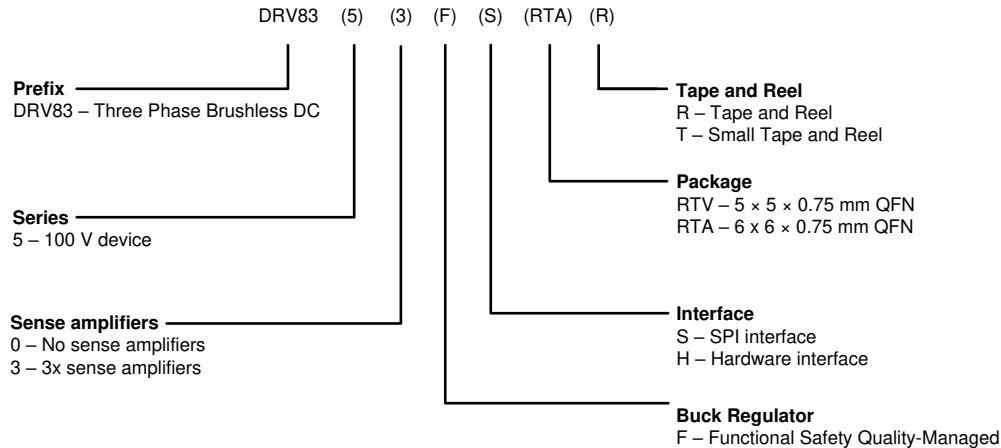 DRV83 (5) (3) (F) (S) (RTA) (R)
Prefix
DRV83 – Three Phase Brushless DC
Series
5 – 100 V device
Sense amplifiers
0 – No sense amplifiers
3 – 3x sense amplifiers
Tape and Reel
R – Tape and Reel
T – Small Tape and Reel
Package
RTV – 5 × 5 × 0.75 mm QFN
RTA – 6 x 6 × 0.75 mm QFN
Interface
S – SPI interface
H – Hardware interface
Buck Regulator
F – Functional Safety Quality-Managed